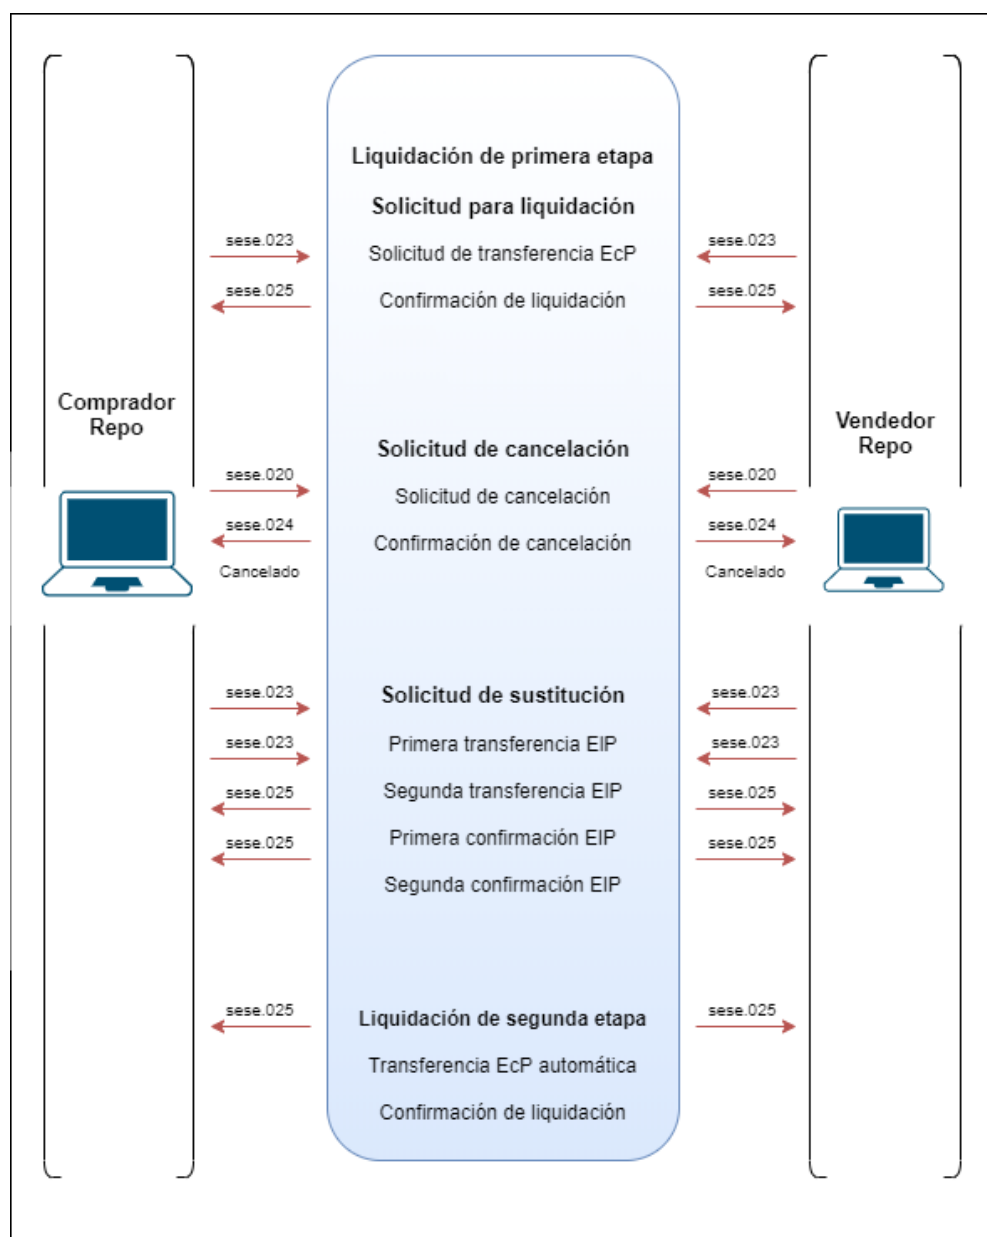 Liquidación de primera etapa
Solicitud para liquidación
sese.023
Solicitud de transferencia EcP
sese.023
sese.025
Confirmación de liquidación
sese.025
Comprador
Repo
Vendedor
Repo
Solicitud de cancelación
sese.020
Solicitud de cancelación
sese.020
sese.024
Confirmación de cancelación
sese.024
Cancelado
Cancelado
sese.023
Solicitud de sustitución
sese.023
sese.023
Primera transferencia EIP
sese.023
sese.025
Segunda transferencia EIP
sese.025
sese.025
Primera confirmación EIP
sese.025
Segunda confirmación EIP
sese.025
Liquidación de segunda etapa
sese.025
Transferencia EcP automática
Confirmación de liquidación